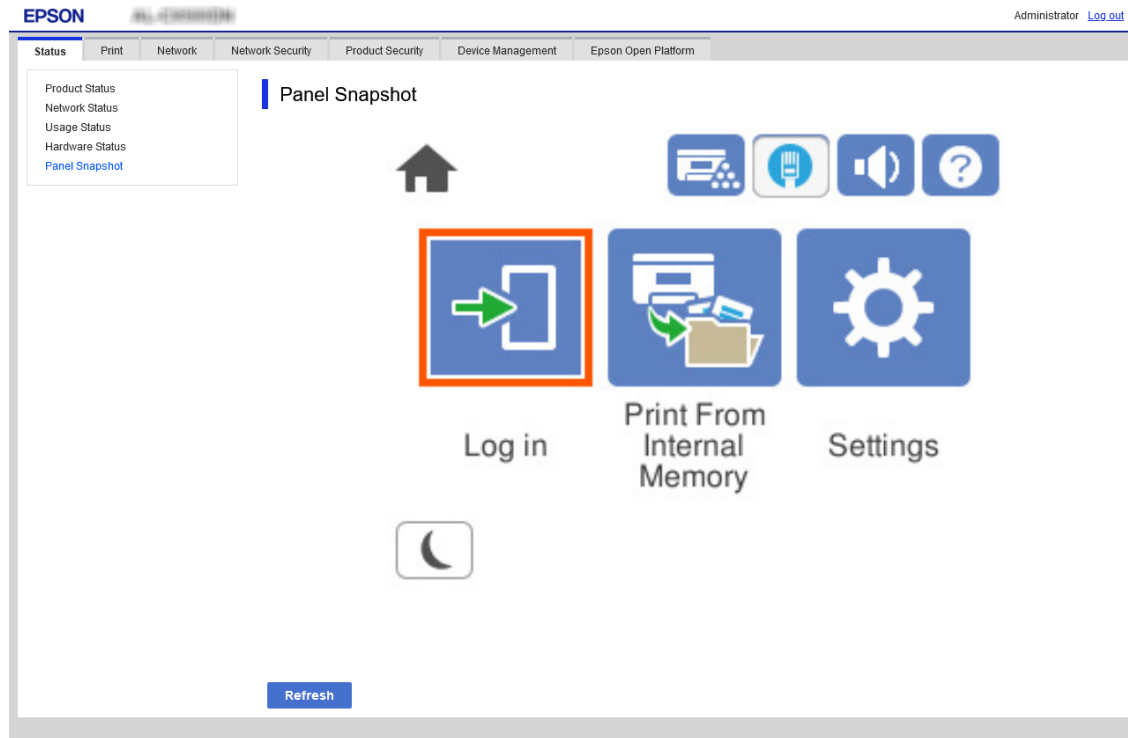 EPSON
Administrator Log out
Status Print Network Network Security Product Security Device Management Epson Open Platform
Product Status
Network Status
Usage Status
Hardware Status
Panel Snapshot
Panel Snapshot
?
Log in
Print From
Internal
Memory
Settings
Refresh